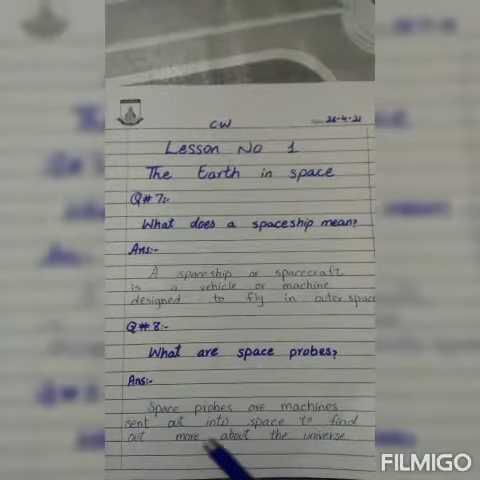 C.W
Date: 26-4-21
Lesson No 1
The Earth in space
Q#7:-
What does a spaceship mean?
Ans:-
A spaceship or spacecraft
is a vehicle or machine
designed to fly in outer space
Q#8:-
What are space probes?
Ans:-
Space probes are machines
sent out into space to find
out more about the universe
FILMIGO